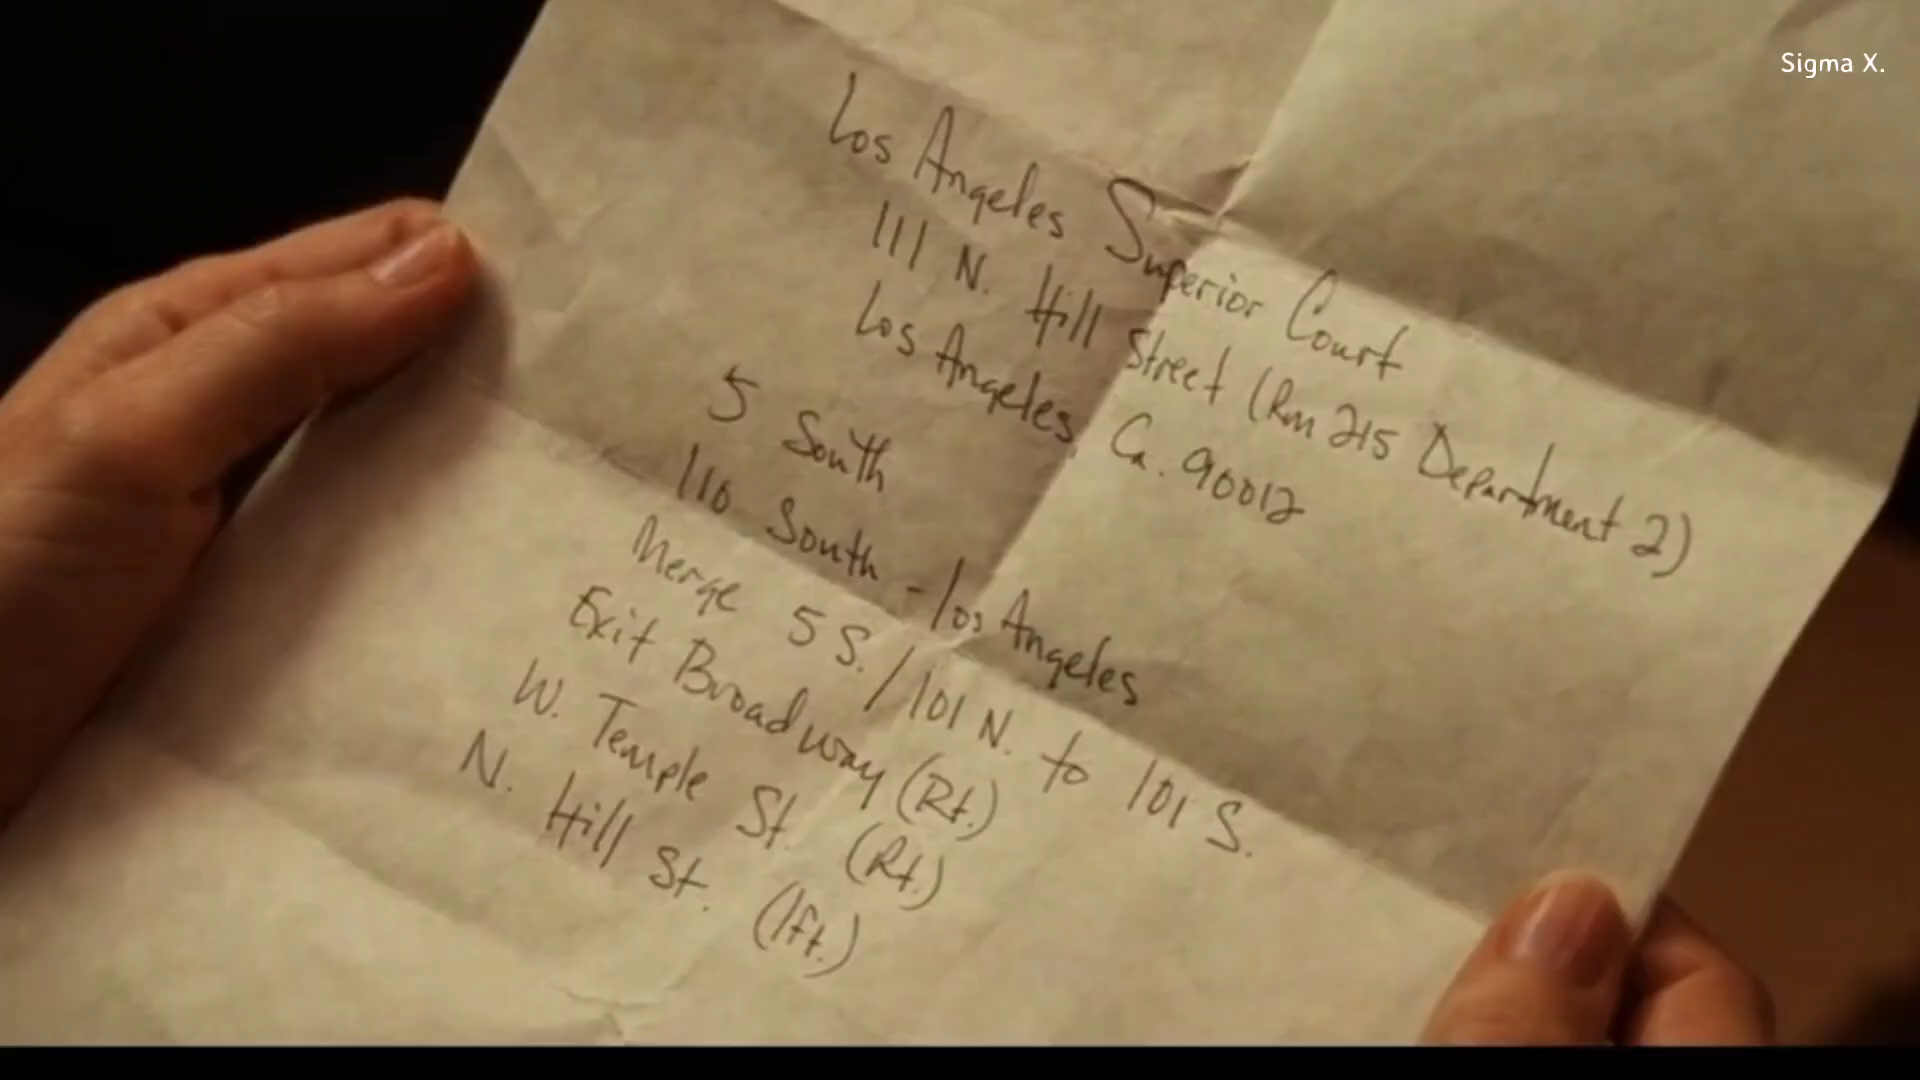 Sigma X.
Los Angeles Superior Court
111 N. Hill Street (Rm 215 Department 2)
Los Angeles, Ca. 90012
5 South
110 South - Los Angeles
Merge 5 S. / 101 N. to 101 S.
Exit Broadway (Rt.)
W. Temple St. (Rt.)
N. Hill St. (lft.)